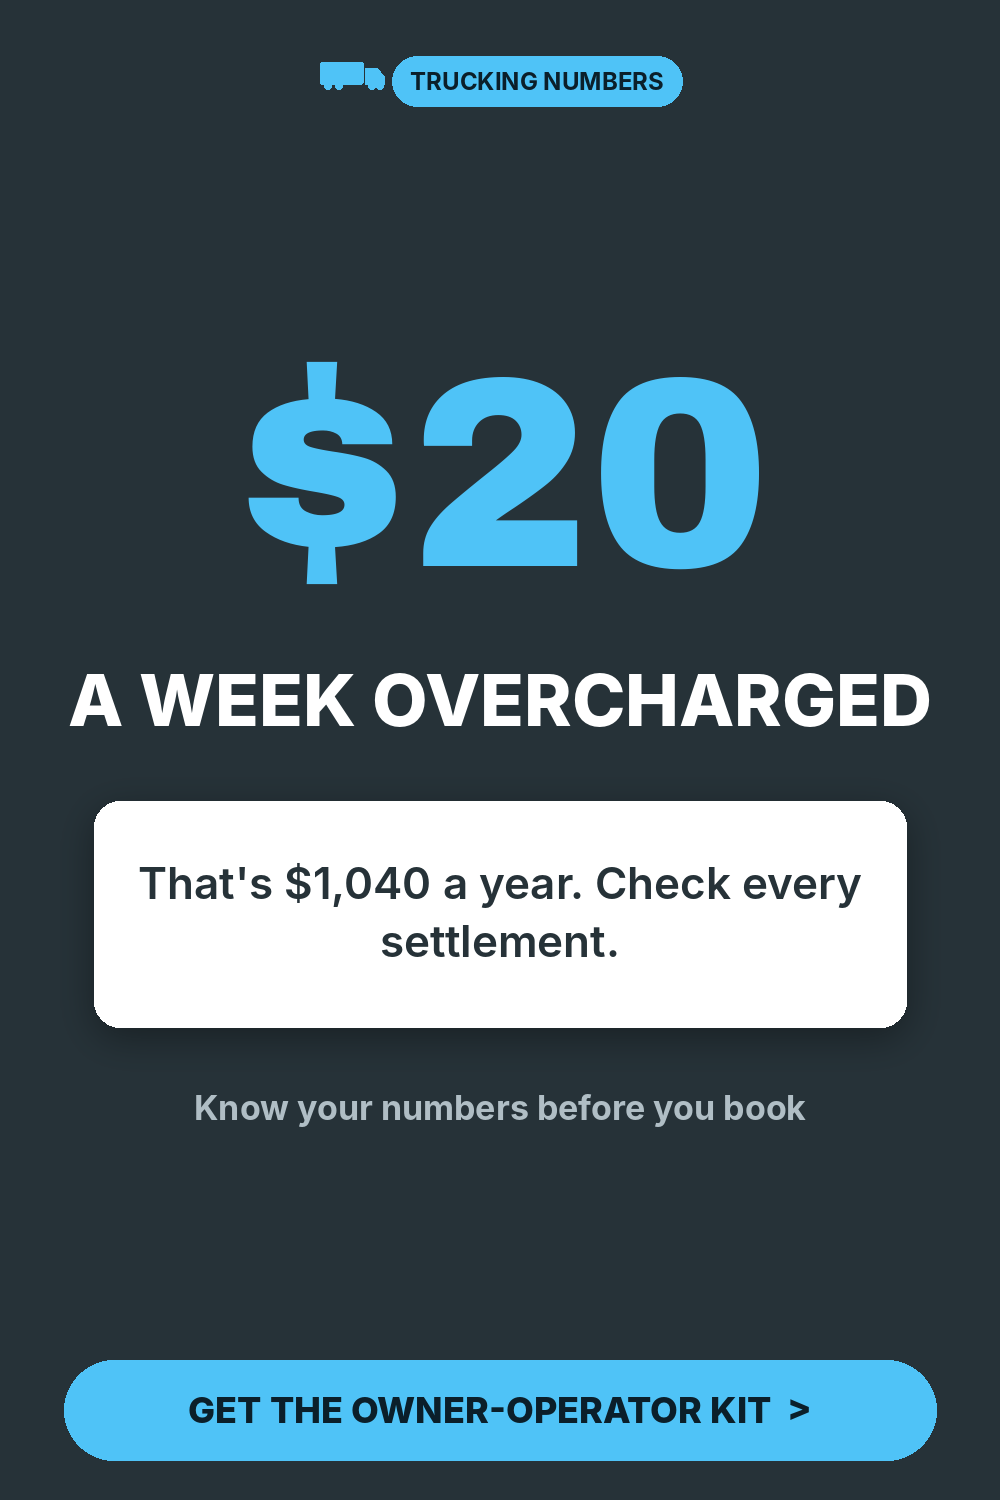 TRUCKING NUMBERS
$20
A WEEK OVERCHARGED
That's $1,040 a year. Check every
settlement.
Know your numbers before you book
GET THE OWNER-OPERATOR KIT >